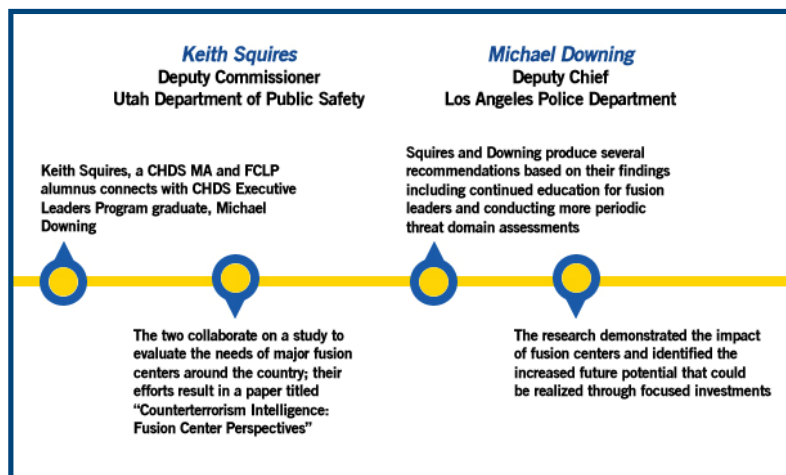 Keith Squires
Deputy Commissioner
Utah Department of Public Safety
Michael Downing
Deputy Chief
Los Angeles Police Department
Keith Squires, a CHDS MA and FCLP
alumnus connects with CHDS Executive
Leaders Program graduate, Michael
Downing
The two collaborate on a study to
evaluate the needs of major fusion
centers around the country; their
efforts result in a paper titled
“Counterterrorism Intelligence:
Fusion Center Perspectives”
Squires and Downing produce several
recommendations based on their findings
including continued education for fusion
leaders and conducting more periodic
threat domain assessments
The research demonstrated the impact
of fusion centers and identified the
increased future potential that could
be realized through focused investments